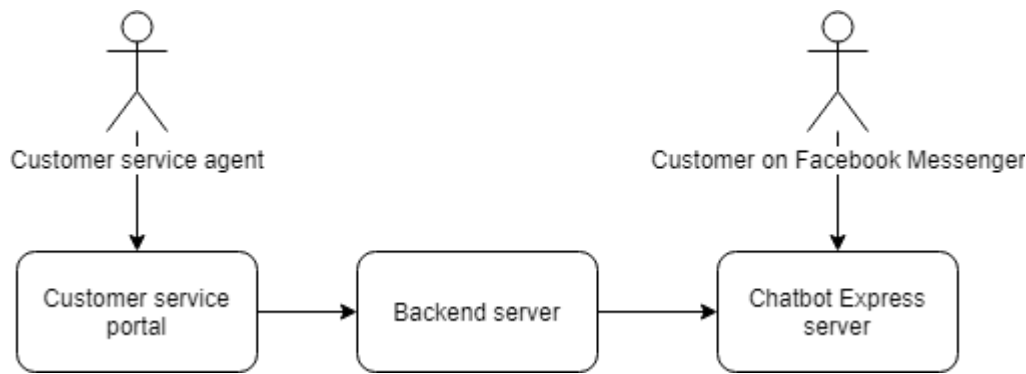 Customer service agent
Customer on Facebook Messenger
Customer service
portal
Backend server
Chatbot Express
server